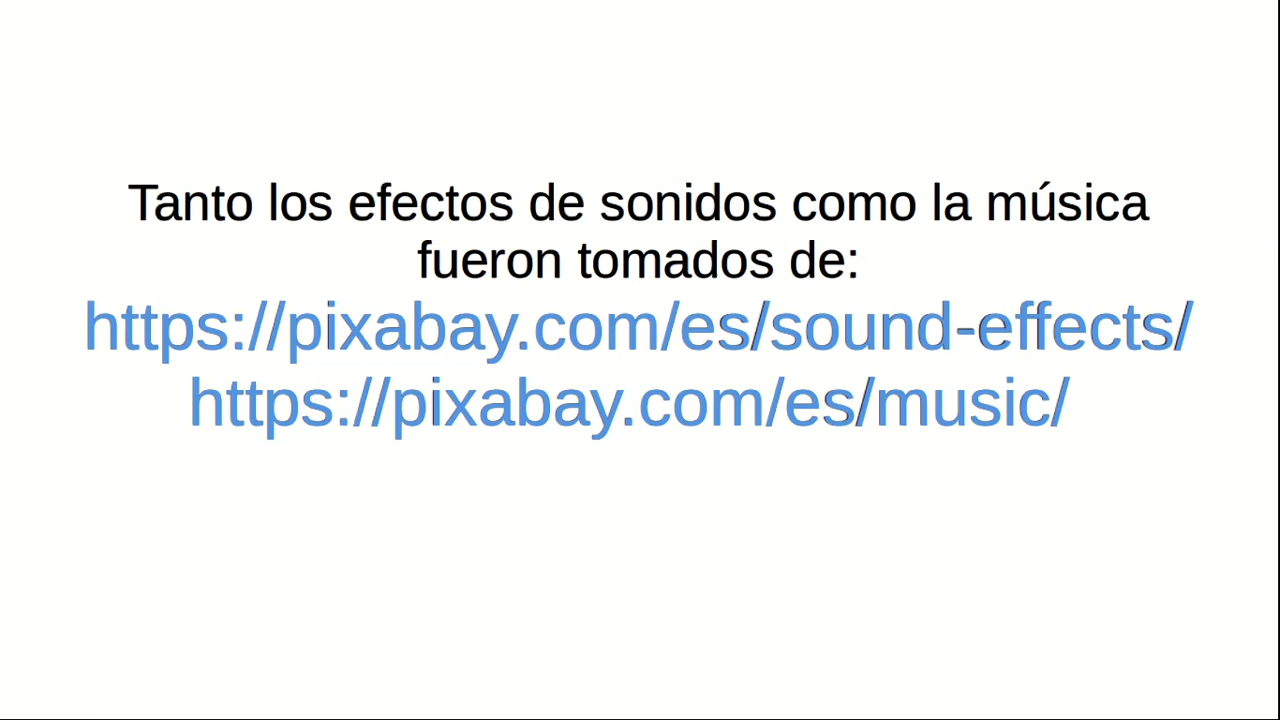 Tanto los efectos de sonidos como la música
fueron tomados de:
https://pixabay.com/es/sound-effects/
https://pixabay.com/es/music/